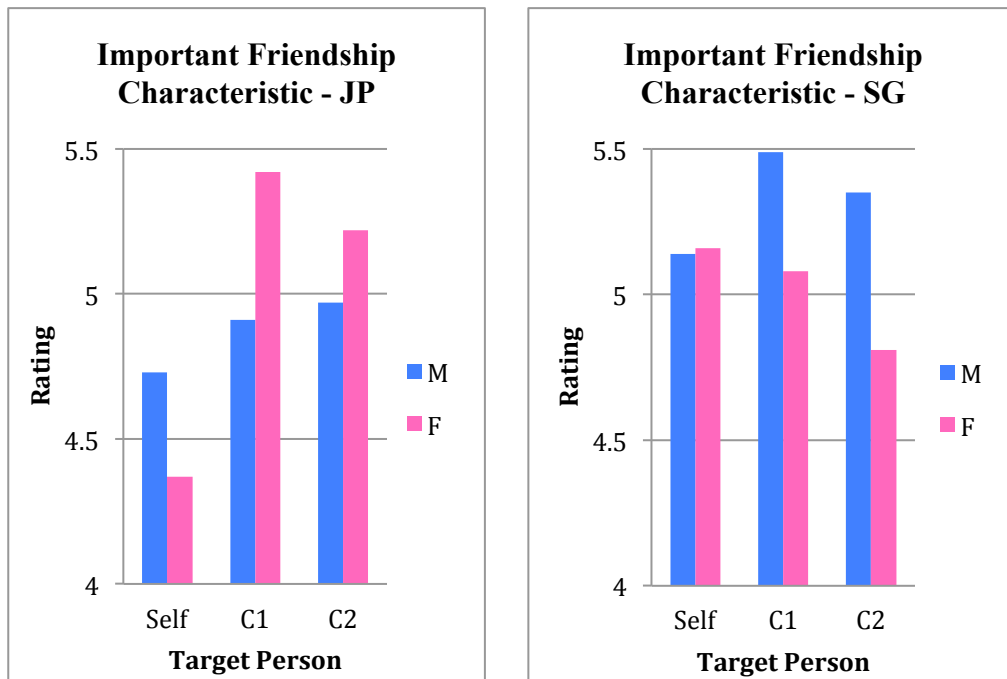 Important Friendship
Characteristic - JP
5.5
5
4.5
4
Rating
Self C1 C2
Target Person
M
F
Important Friendship
Characteristic - SG
5.5
5
4.5
4
Rating
Self C1 C2
Target Person
M
F